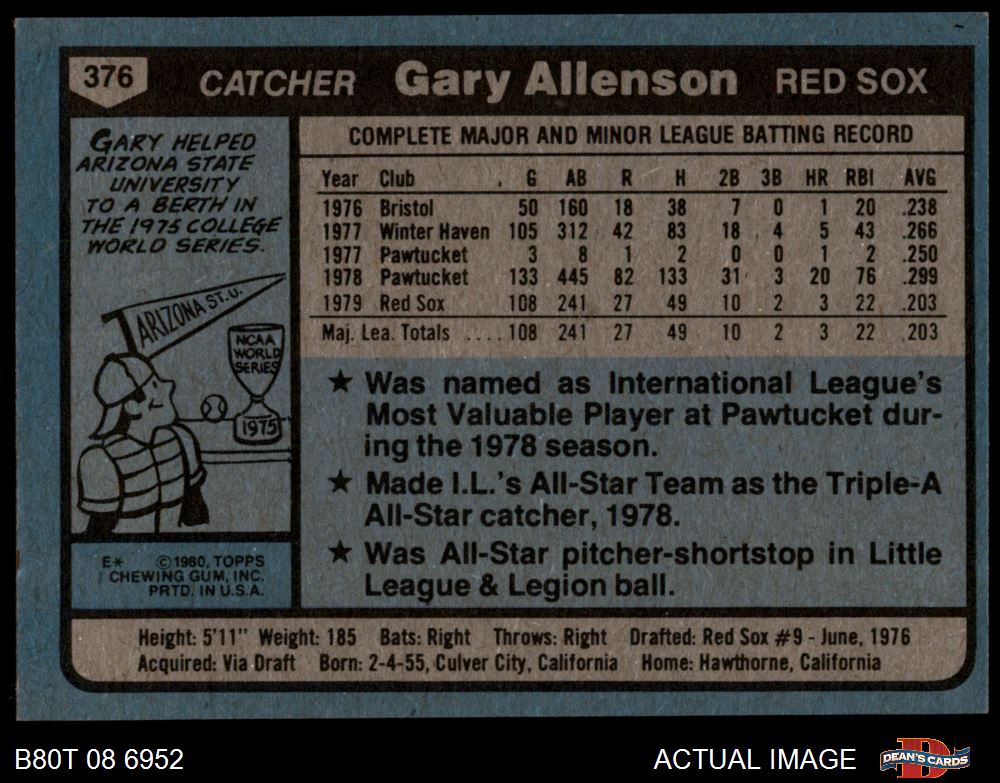 376 CATCHER Gary Allenson RED SOX
GARY HELPED
ARIZONA STATE
UNIVERSITY
TO A BERTH IN
THE 1975 COLLEGE
WORLD SERIES.
ARIZONA ST. U.
NCAA
WORLD
SERIES
1975
E* ©1980, TOPPS
CHEWING GUM, INC.
PRTD. IN U.S.A.
COMPLETE MAJOR AND MINOR LEAGUE BATTING RECORD
Year Club G AB R H 2B 3B HR RBI AVG
1976 Bristol 50 160 18 38 7 0 1 20 .238
1977 Winter Haven 105 312 42 83 18 4 5 43 .266
1977 Pawtucket 3 8 1 2 0 0 1 2 .250
1978 Pawtucket 133 445 82 133 31 3 20 76 .299
1979 Red Sox 108 241 27 49 10 2 3 22 .203
Maj. Lea. Totals .... 108 241 27 49 10 2 3 22 .203
★ Was named as International League's
Most Valuable Player at Pawtucket dur-
ing the 1978 season.
★ Made I.L.'s All-Star Team as the Triple-A
All-Star catcher, 1978.
★ Was All-Star pitcher-shortstop in Little
League & Legion ball.
Height: 5'11" Weight: 185 Bats: Right Throws: Right Drafted: Red Sox #9 - June, 1976
Acquired: Via Draft Born: 2-4-55, Culver City, California Home: Hawthorne, California
B80T 08 6952 ACTUAL IMAGE D DEAN'S CARDS